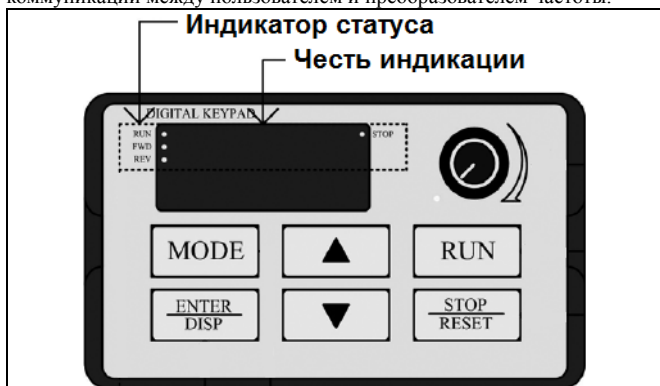 коммуникации между пользователем и преобразователем частоты.
Индикатор статуса
Честь индикации
DIGITAL KEYPAD
RUN
STOP
FWD
REV
MODE
RUN
ENTER
DISP
STOP
RESET